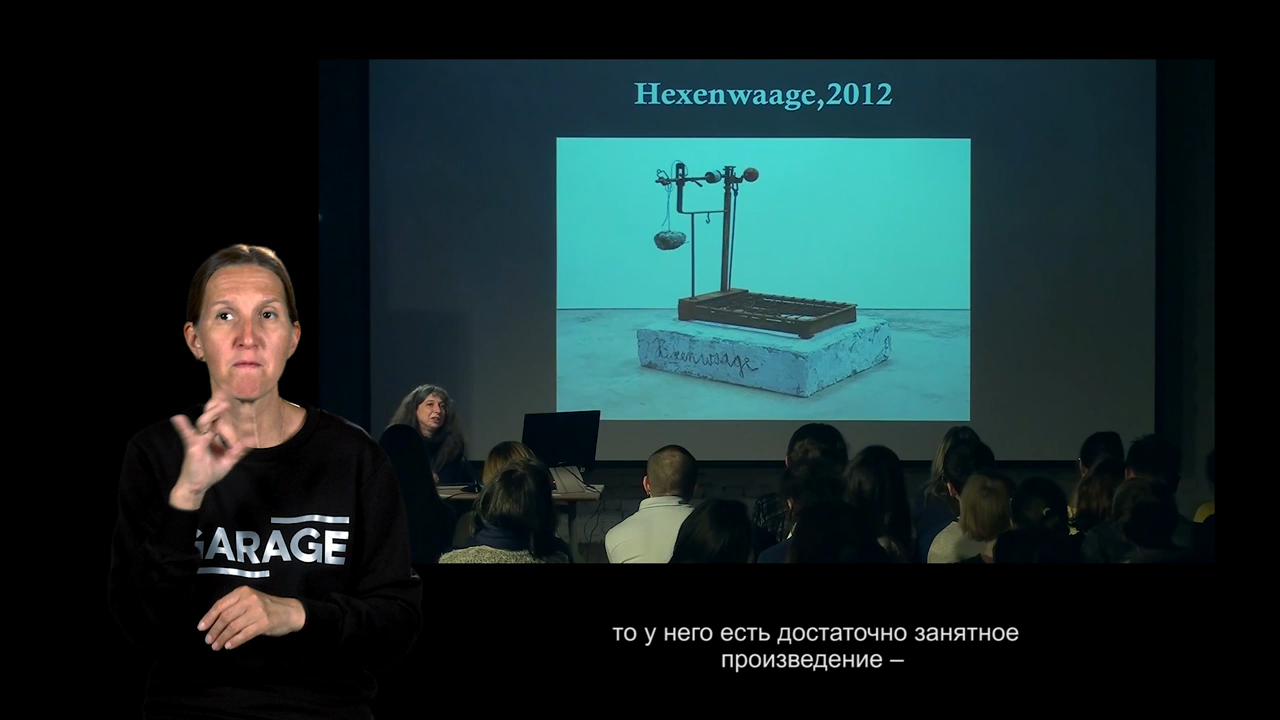 Hexenwaage,2012
Hexenwaage
GARAGE
то у него есть достаточно занятное
произведение –